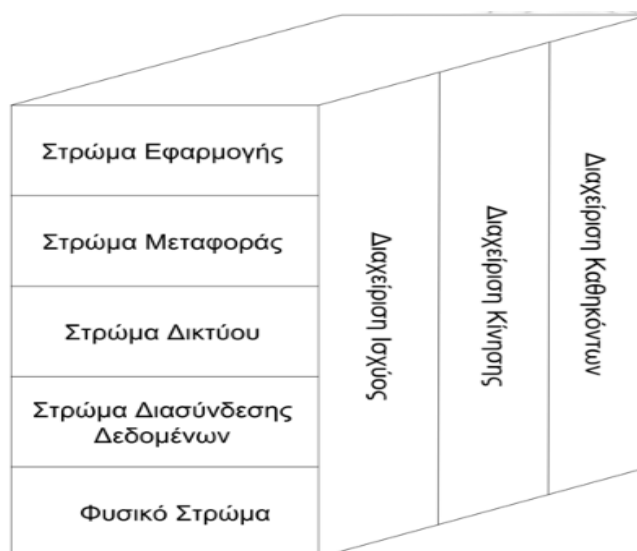 Στρώμα Εφαρμογής
Στρώμα Μεταφοράς
Στρώμα Δικτύου
Στρώμα Διασύνδεσης
Δεδομένων
Φυσικό Στρώμα
Διαχείριση Ισχύος
Διαχείριση Κίνησης
Διαχείριση Καθηκόντων